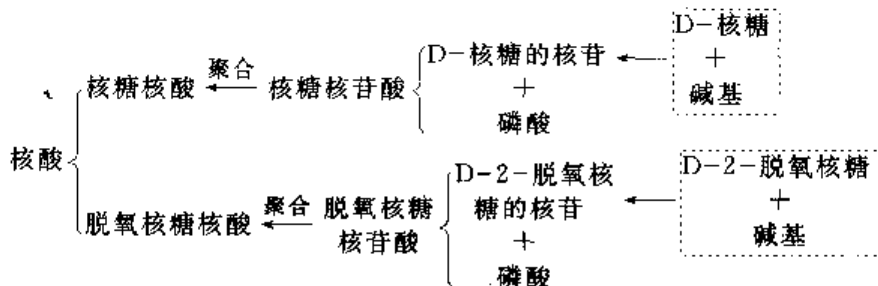 核酸
核糖核酸 聚合 核糖核苷酸
D-核糖的核苷
+
磷酸
D-核糖
+
碱基
脱氧核糖核酸 聚合 脱氧核糖
核苷酸
D-2-脱氧核
糖的核苷
+
磷酸
D-2-脱氧核糖
+
碱基